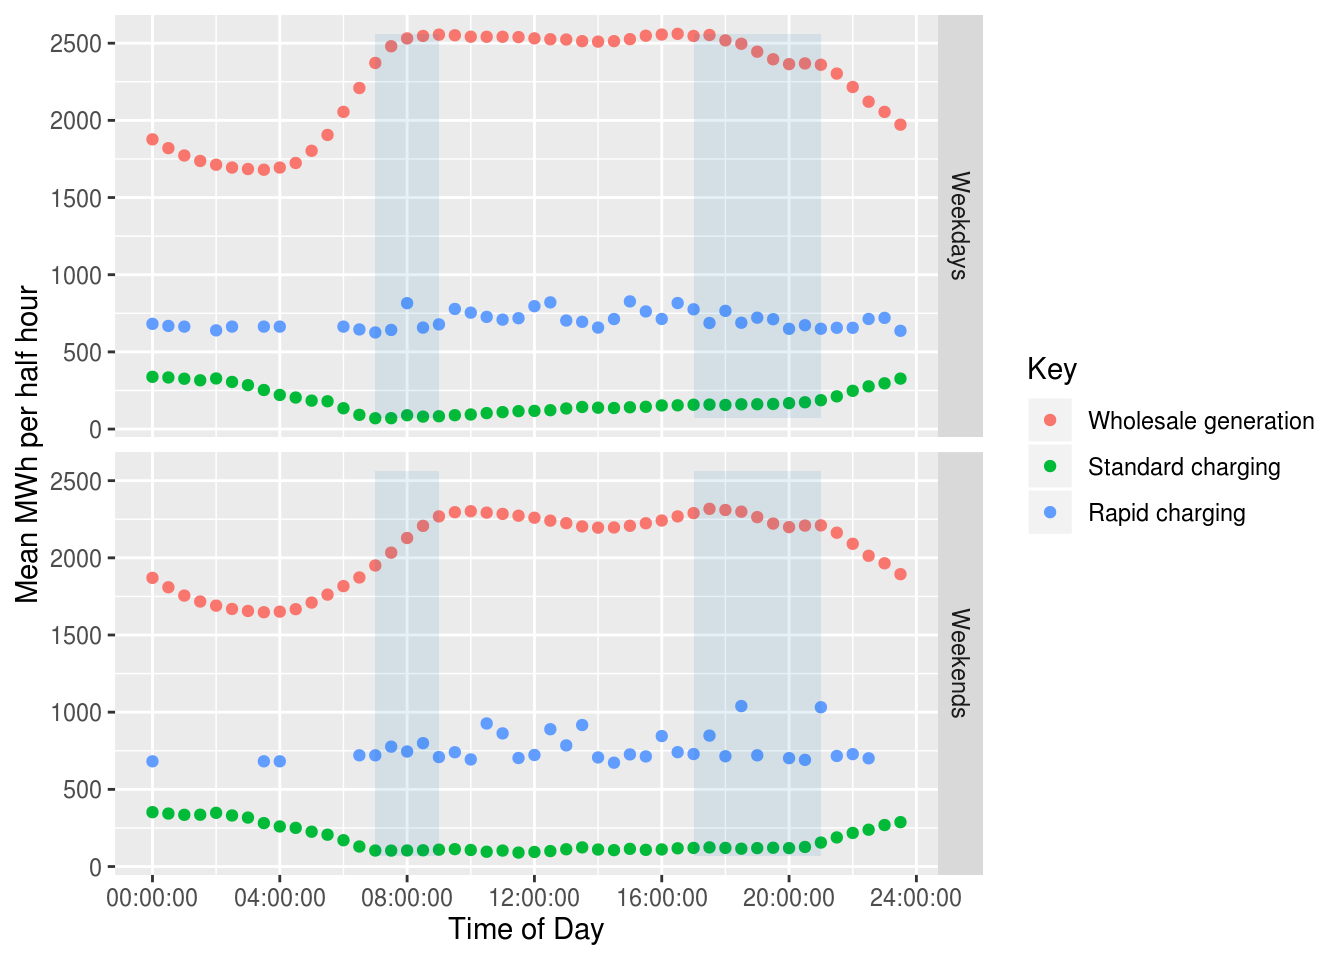 2500
2000
1500
1000
500
0
Weekdays
2500
2000
1500
1000
500
0
Weekends
00:00:00 04:00:00 08:00:00 12:00:00 16:00:00 20:00:00 24:00:00
Time of Day
Mean MWh per half hour
Key
Wholesale generation
Standard charging
Rapid charging